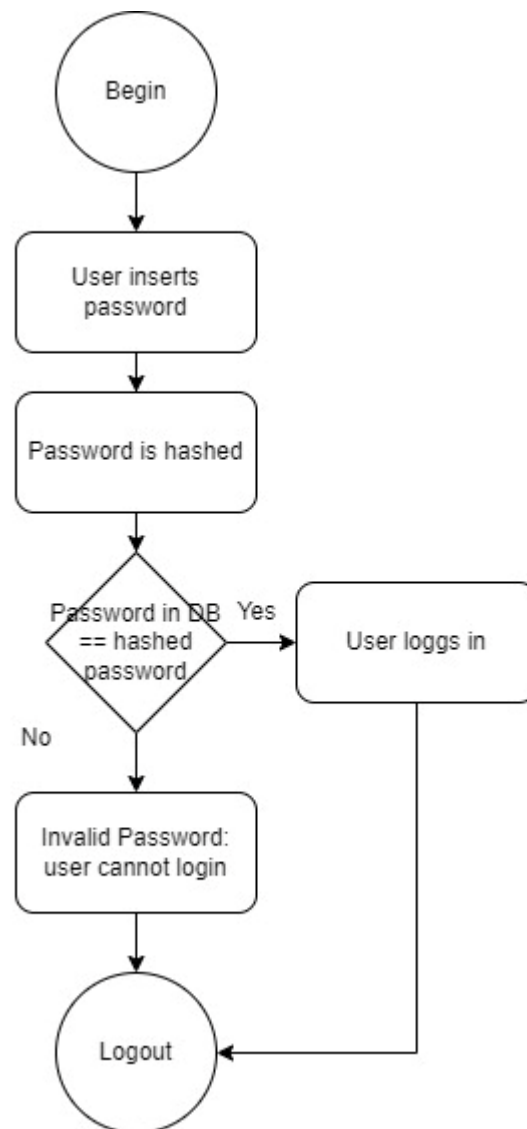 Begin
User inserts
password
Password is hashed
Password in DB
== hashed
password
Yes
User loggs in
No
Invalid Password:
user cannot login
Logout